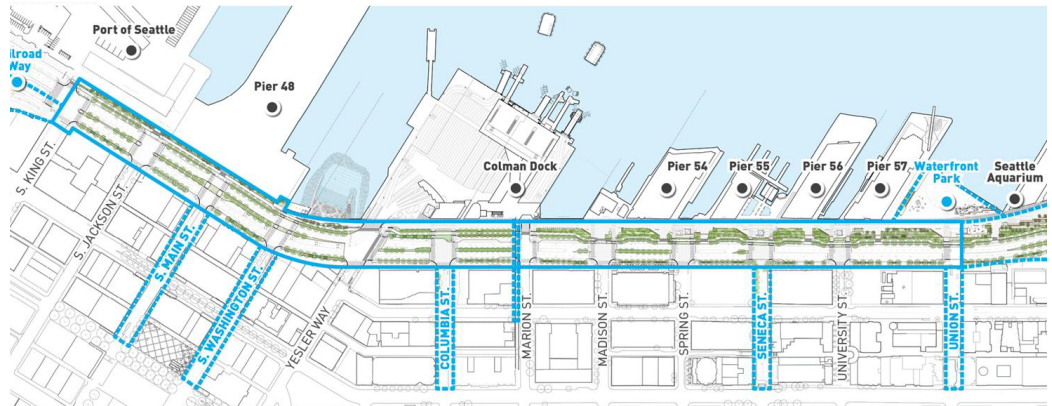 Port of Seattle
ilroad
Way
Pier 48
Colman Dock
Pier 54
Pier 55
Pier 56
Pier 57
Waterfront
Park
Seattle
Aquarium
S. KING ST.
S. JACKSON ST.
S. MAIN ST.
S. WASHINGTON ST.
YESLER WAY
COLUMBIA ST.
MARION ST.
MADISON ST.
SPRING ST.
SENECA ST.
UNIVERSITY ST.
UNION ST.